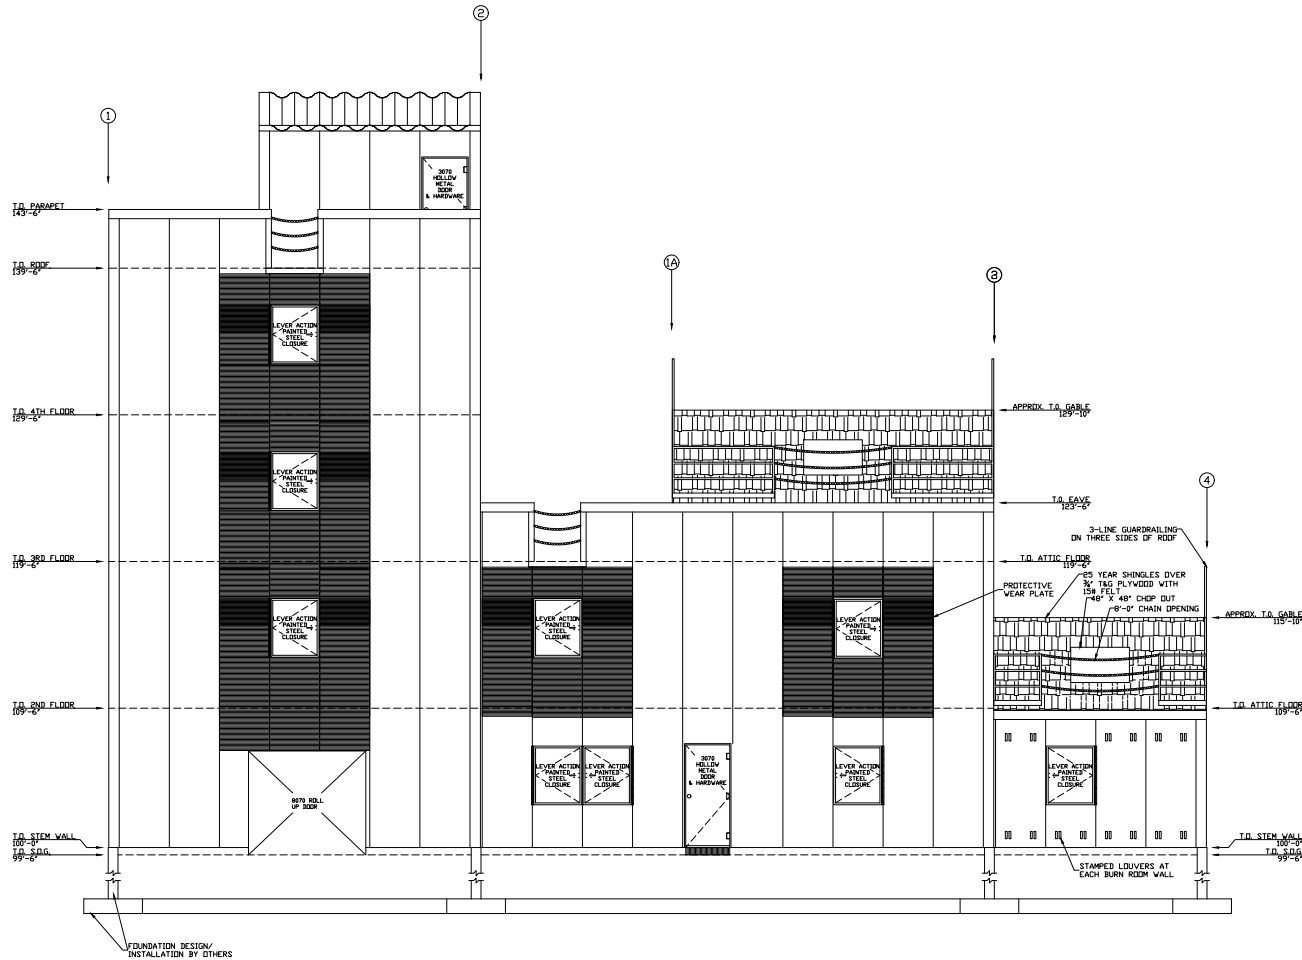 2
1
3070
HOLLOW
METAL
DOOR
& HARDWARE
T.O. PARAPET
143'-6"
T.O. ROOF
139'-6"
1A
3
LEVER ACTION
PAINTED
STEEL
CLOSURE
T.O. 4TH FLOOR
129'-6"
APPROX. T.O. GABLE
129'-10"
LEVER ACTION
PAINTED
STEEL
CLOSURE
4
T.O. EAVE
123'-6"
3-LINE GUARDRAILING
ON THREE SIDES OF ROOF
T.O. 3RD FLOOR
119'-6"
T.O. ATTIC FLOOR
119'-6"
PROTECTIVE
WEAR PLATE
25 YEAR SHINGLES OVER
¾" T&G PLYWOOD WITH
15# FELT
48" X 48" CHOP OUT
8'-0" CHAIN OPENING
APPROX. T.O. GABLE
115'-10"
LEVER ACTION
PAINTED
STEEL
CLOSURE
LEVER ACTION
PAINTED
STEEL
CLOSURE
LEVER ACTION
PAINTED
STEEL
CLOSURE
T.O. 2ND FLOOR
109'-6"
T.O. ATTIC FLOOR
109'-6"
LEVER ACTION
PAINTED
STEEL
CLOSURE
LEVER ACTION
PAINTED
STEEL
CLOSURE
3070
HOLLOW
METAL
DOOR
& HARDWARE
LEVER ACTION
PAINTED
STEEL
CLOSURE
LEVER ACTION
PAINTED
STEEL
CLOSURE
8070 ROLL
UP DOOR
T.O. STEM WALL
100'-0"
T.O. S.O.G.
99'-6"
T.O. STEM WALL
100'-0"
T.O. S.O.G.
99'-6"
STAMPED LOUVERS AT
EACH BURN ROOM WALL
FOUNDATION DESIGN/
INSTALLATION BY OTHERS